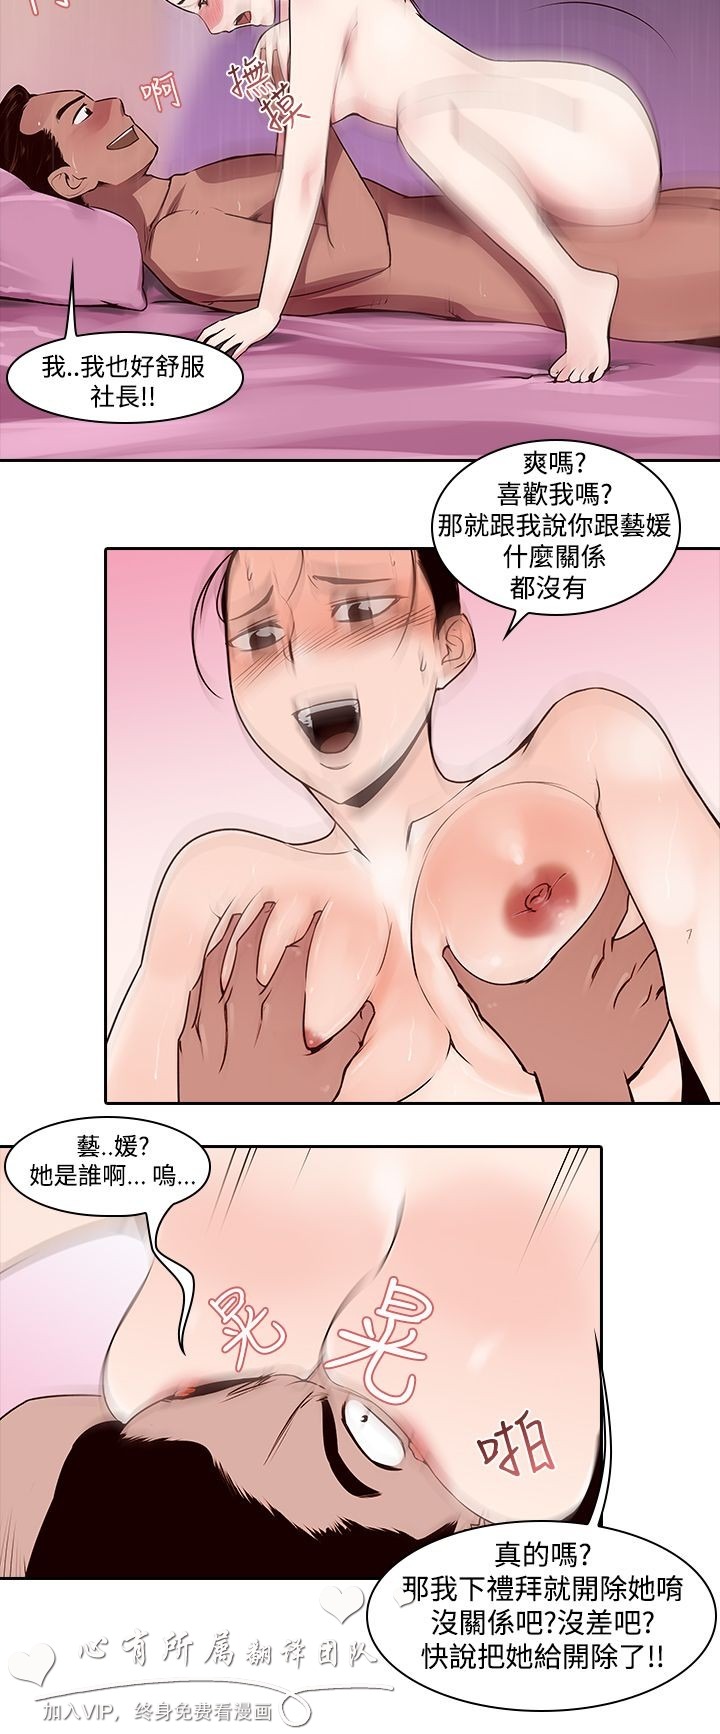 啊
撫
摸
我..我也好舒服
社長!!
爽嗎?
喜歡我嗎?
那就跟我說你跟藝媛
什麼關係
都沒有
藝..媛?
她是誰啊... 嗚...
晃
晃
啪
真的嗎?
那我下禮拜就開除她唷
沒關係吧?沒差吧?
快說把她給開除了!!
心有所属翻译团队
加入VIP，终身免费看漫画